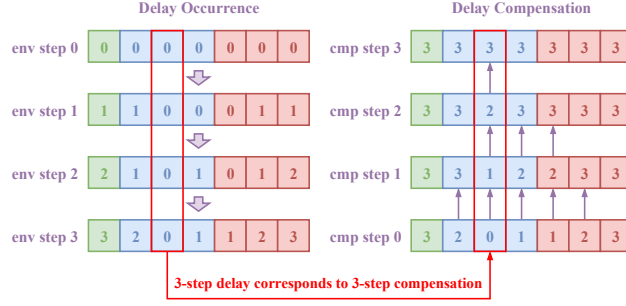 Delay Occurrence
env step 0 0 0 0 0 0 0 0
env step 1 1 1 0 0 0 1 1
env step 2 2 1 0 1 0 1 2
env step 3 3 2 0 1 1 2 3
Delay Compensation
cmp step 3 3 3 3 3 3 3 3
cmp step 2 3 3 2 3 3 3 3
cmp step 1 3 3 1 2 2 3 3
cmp step 0 3 2 0 1 1 2 3
3-step delay corresponds to 3-step compensation